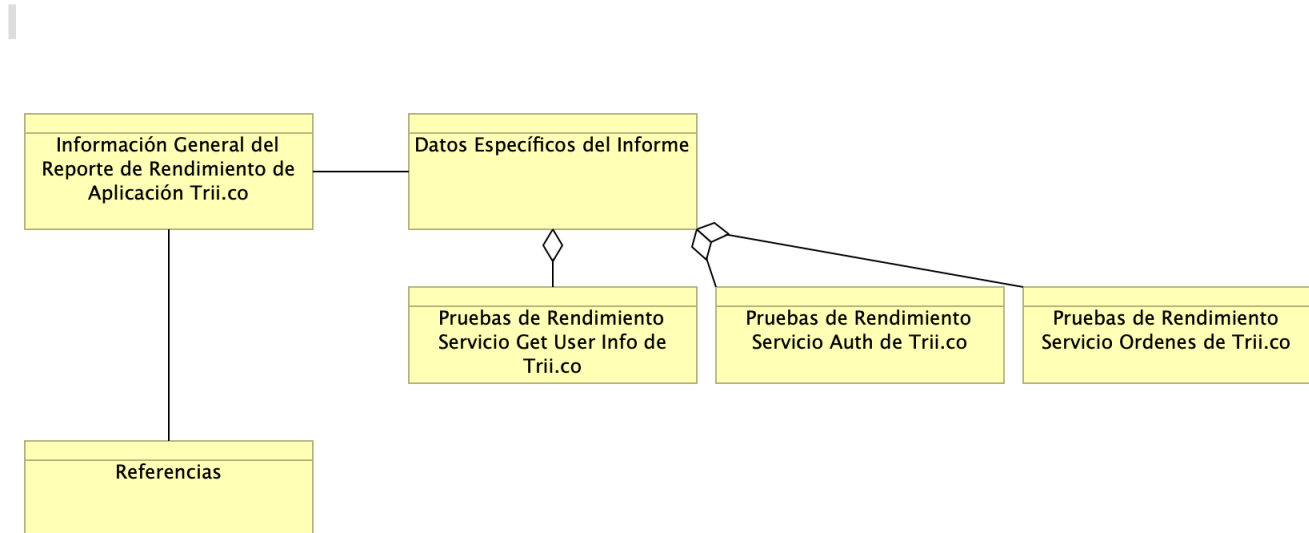 Información General del
Reporte de Rendimiento de
Aplicación Trii.co
Datos Específicos del Informe
Pruebas de Rendimiento
Servicio Get User Info de
Trii.co
Pruebas de Rendimiento
Servicio Auth de Trii.co
Pruebas de Rendimiento
Servicio Ordenes de Trii.co
Referencias